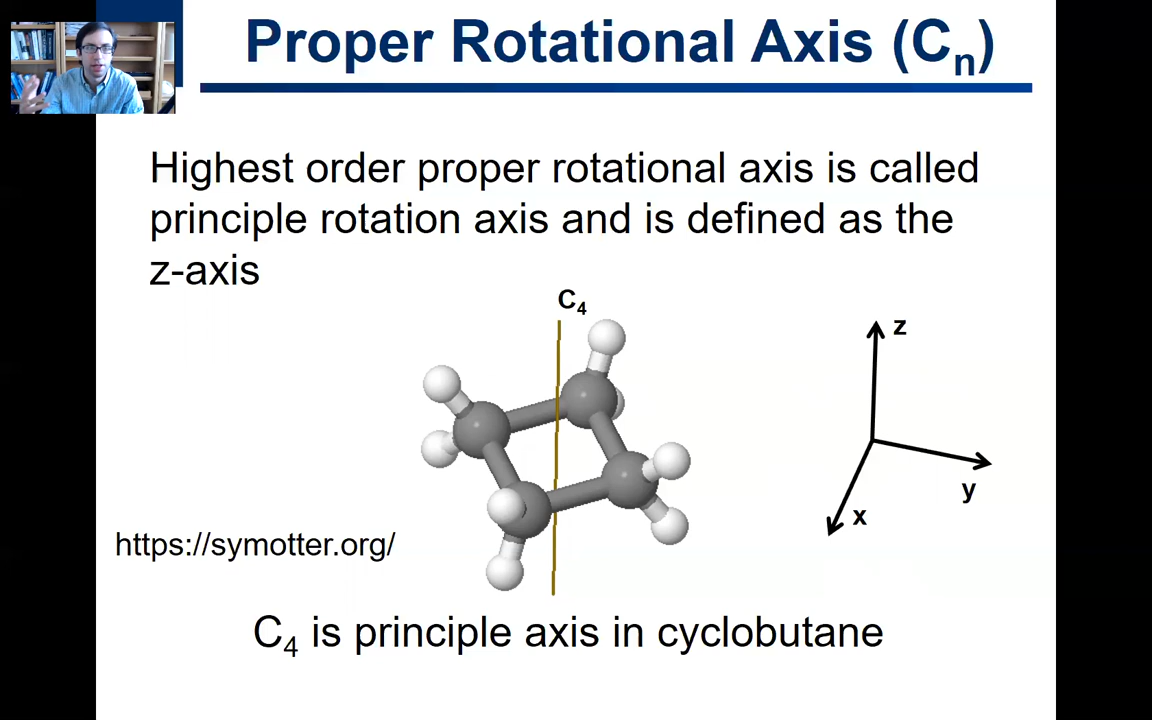 Proper Rotational Axis (Cₙ)
Highest order proper rotational axis is called
principle rotation axis and is defined as the
z-axis
C₄
z
y
x
https://symotter.org/
C₄ is principle axis in cyclobutane